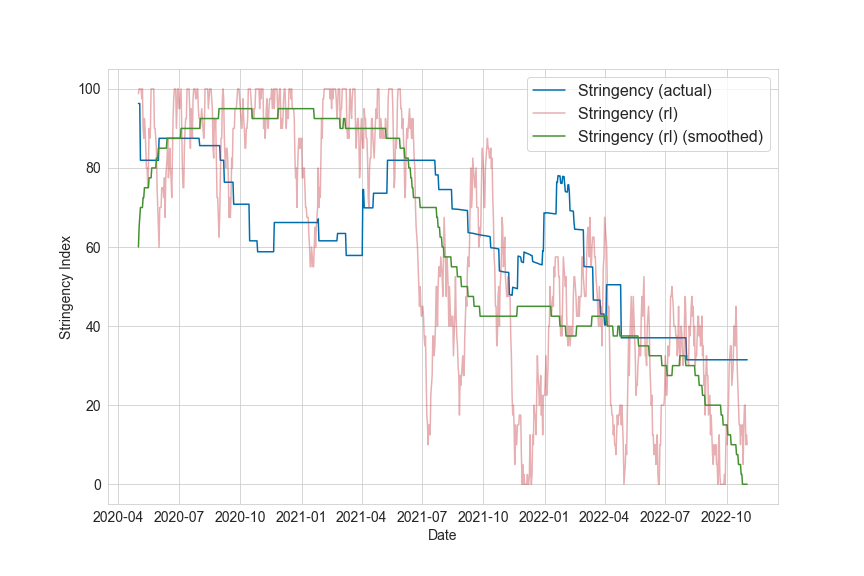 Stringency (actual)
Stringency (rl)
Stringency (rl) (smoothed)
100
80
60
40
20
0
Stringency Index
2020-04 2020-07 2020-10 2021-01 2021-04 2021-07 2021-10 2022-01 2022-04 2022-07 2022-10
Date